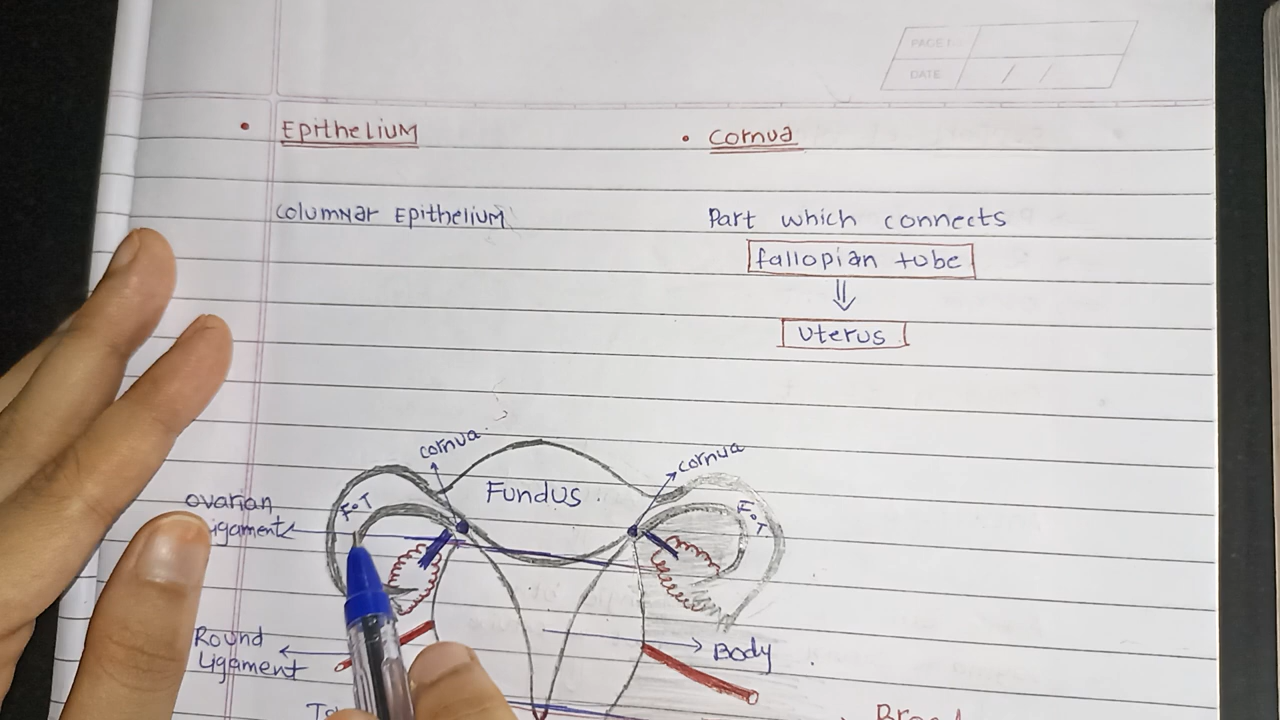 PAGE:
DATE / /
• Epithelium
• Cornua
Columnar Epithelium
Part which connects
fallopian tube
⇓
Uterus
cornua
cornua
Fundus
F.T
F.T
Ovarian
Round
Ligament
Body